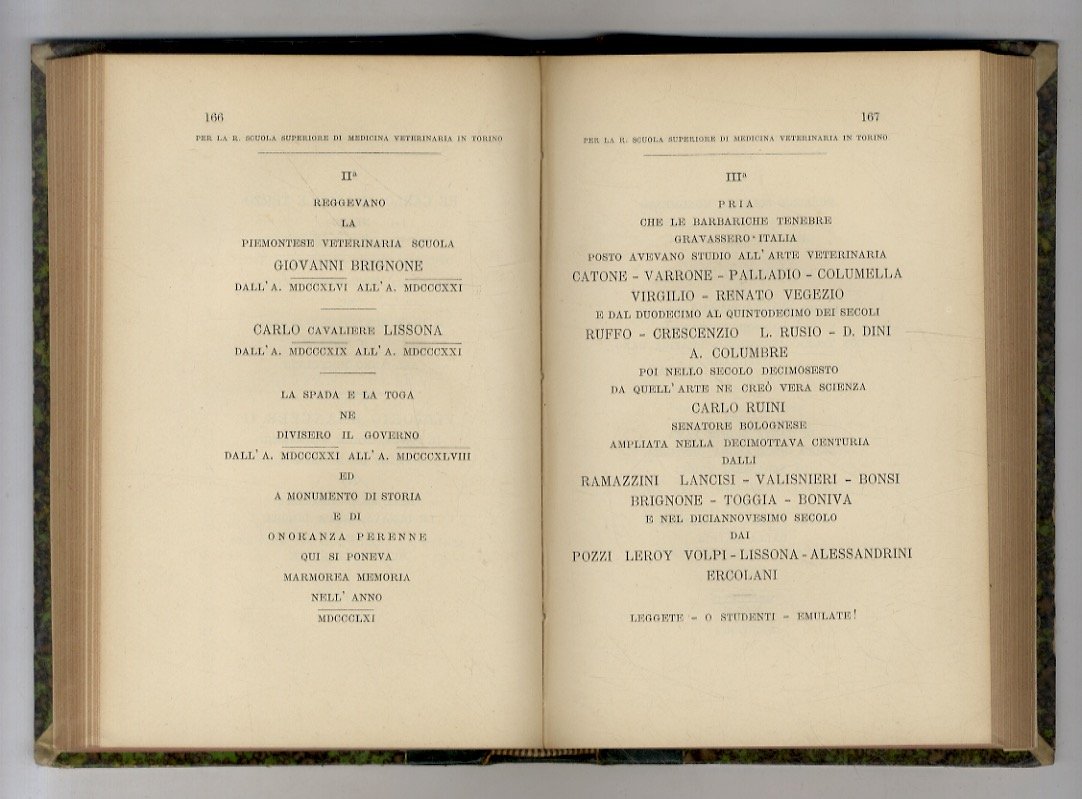 166
PER LA R. SCUOLA SUPERIORE DI MEDICINA VETERINARIA IN TORINO
IIª
REGGEVANO
LA
PIEMONTESE VETERINARIA SCUOLA
GIOVANNI BRIGNONE
DALL'A. MDCCXLVI ALL'A. MDCCCXXI
CARLO CAVALIERE LISSONA
DALL'A. MDCCCXIX ALL'A. MDCCCXXI
LA SPADA E LA TOGA
NE
DIVISERO IL GOVERNO
DALL'A. MDCCCXXI ALL'A. MDCCCXLVIII
ED
A MONUMENTO DI STORIA
E DI
ONORANZA PERENNE
QUI SI PONEVA
MARMOREA MEMORIA
NELL'ANNO
MDCCCLXI
167
PER LA R. SCUOLA SUPERIORE DI MEDICINA VETERINARIA IN TORINO
IIIª
PRIA
CHE LE BARBARICHE TENEBRE
GRAVASSERO ITALIA
POSTO AVEVANO STUDIO ALL'ARTE VETERINARIA
CATONE - VARRONE - PALLADIO - COLUMELLA
VIRGILIO - RENATO VEGEZIO
E DAL DUODECIMO AL QUINTODECIMO DEI SECOLI
RUFFO - CRESCENZIO L. RUSIO - D. DINI
A. COLUMBRE
POI NELLO SECOLO DECIMOSESTO
DA QUELL'ARTE NE CREÒ VERA SCIENZA
CARLO RUINI
SENATORE BOLOGNESE
AMPLIATA NELLA DECIMOTTAVA CENTURIA
DALLI
RAMAZZINI LANCISI - VALISNIERI - BONSI
BRIGNONE - TOGGIA - BONIVA
E NEL DICIANNOVESIMO SECOLO
DAI
POZZI LEROY VOLPI - LISSONA - ALESSANDRINI
ERCOLANI
LEGGETE - O STUDENTI - EMULATE!